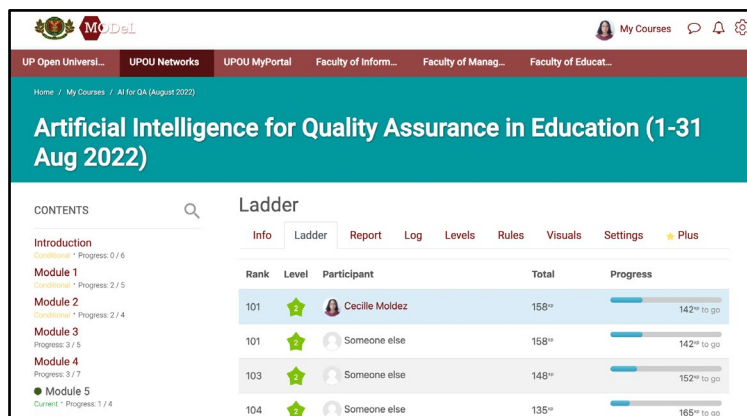 MODeL
My Courses
UP Open Universi...
UPOU Networks
UPOU MyPortal
Faculty of Inform...
Faculty of Manag...
Faculty of Educat...
Home / My Courses / AI for QA (August 2022)
Artificial Intelligence for Quality Assurance in Education (1-31
Aug 2022)
CONTENTS
Introduction
Conditional • Progress: 0 / 6
Module 1
Conditional • Progress: 2 / 5
Module 2
Conditional • Progress: 2 / 4
Module 3
Progress: 3 / 5
Module 4
Progress: 3 / 7
Module 5
Current • Progress: 1 / 4
Ladder
Info Ladder Report Log Levels Rules Visuals Settings Plus
Rank Level Participant Total Progress
101 2 Cecille Moldez 158xp 142xp to go
101 2 Someone else 158xp 142xp to go
103 2 Someone else 148xp 152xp to go
104 2 Someone else 135xp 165xp to go